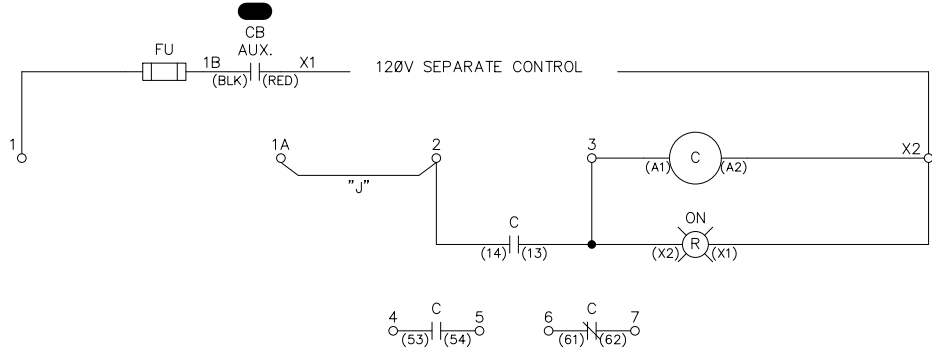 CB
AUX.
FU
1B
X1
(BLK)
(RED)
120V SEPARATE CONTROL
1
1A
2
3
X2
(A1)
C
(A2)
"J"
C
ON
(14)
(13)
(X2)
R
(X1)
4
C
5
6
C
7
(53)
(54)
(61)
(62)